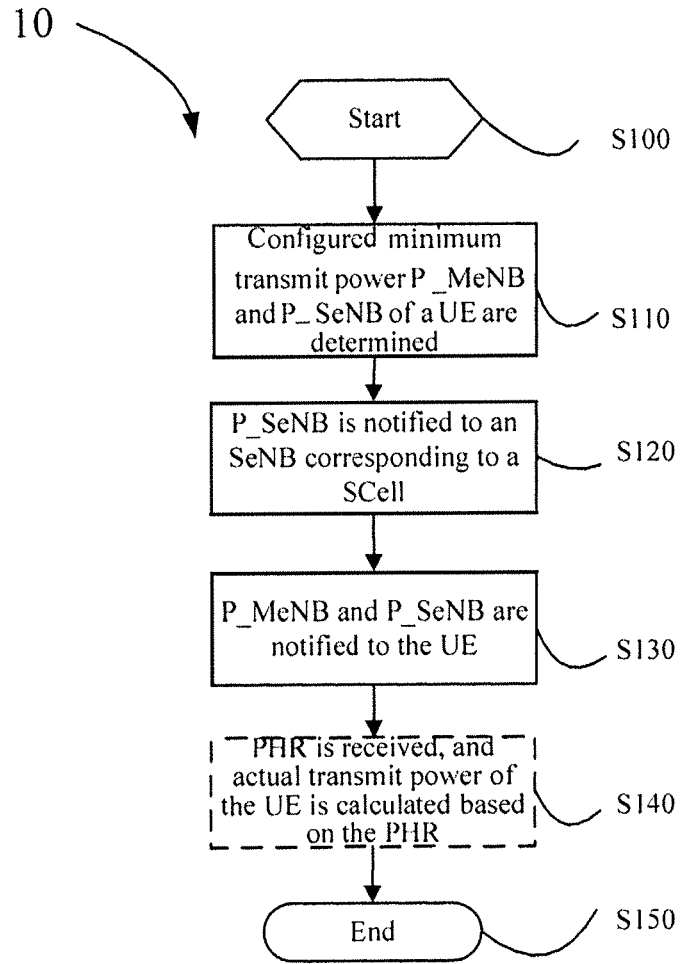 10
Start
S100
Configured minimum
transmit power P_MeNB
and P_SeNB of a UE are
determined
S110
P_SeNB is notified to an
SeNB corresponding to a
SCell
S120
P_MeNB and P_SeNB are
notified to the UE
S130
PHR is received, and
actual transmit power of
the UE is calculated based
on the PHR
S140
End
S150